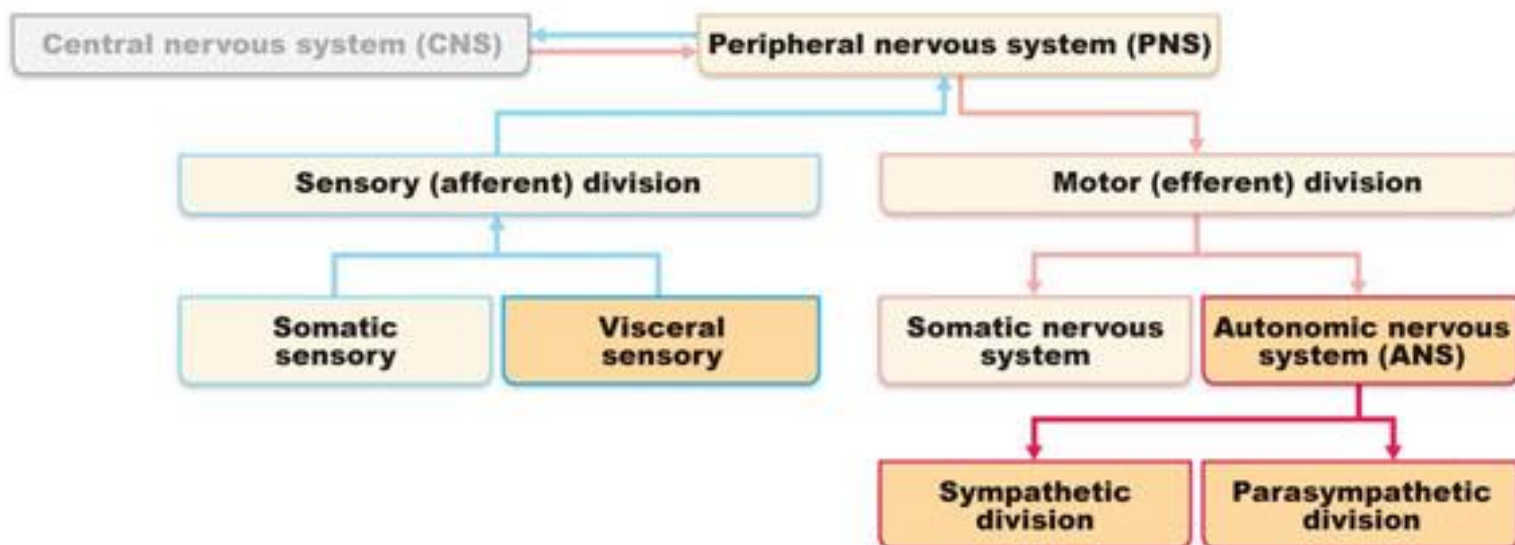 Central nervous system (CNS)
Peripheral nervous system (PNS)
Sensory (afferent) division
Motor (efferent) division
Somatic
sensory
Visceral
sensory
Somatic nervous
system
Autonomic nervous
system (ANS)
Sympathetic
division
Parasympathetic
division